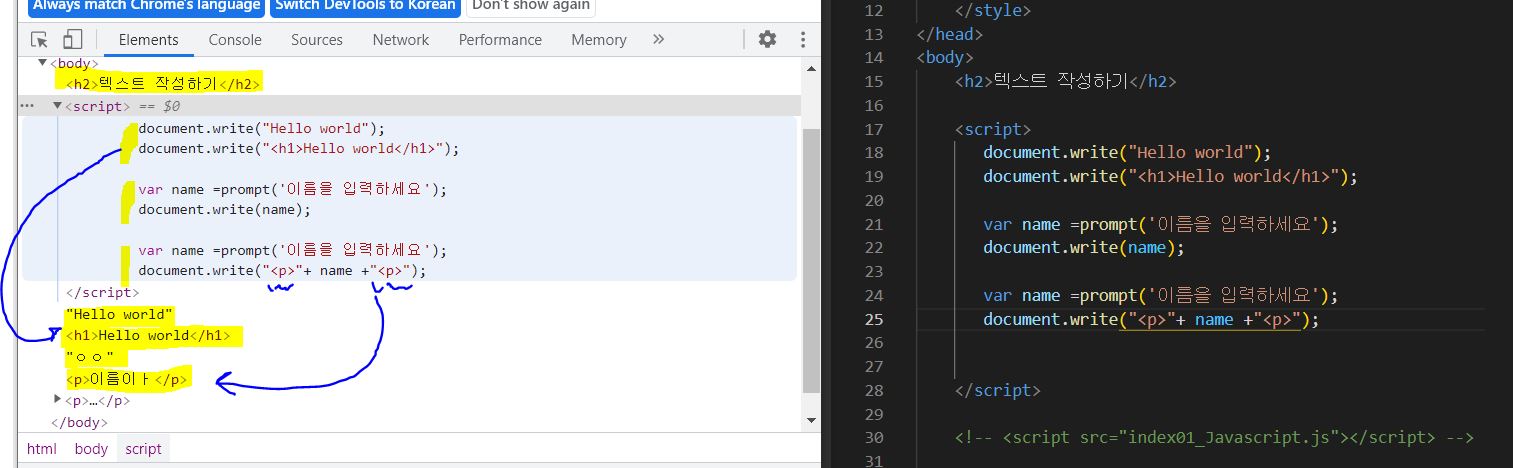 Always match Chrome's language
Switch DevTools to Korean
Don't show again
Elements
Console
Sources
Network
Performance
Memory
»
▼<body>
<h2>텍스트 작성하기</h2>
··· ▼<script> == $0
document.write("Hello world");
document.write("<h1>Hello world</h1>");
var name =prompt('이름을 입력하세요');
document.write(name);
var name =prompt('이름을 입력하세요');
document.write("<p>"+ name +"<p>");
</script>
"Hello world"
<h1>Hello world</h1>
"ㅇㅇ"
<p>이름이ㅏ</p>
▶<p>…</p>
</body>
html
body
script
12 </style>
13 </head>
14 <body>
15 <h2>텍스트 작성하기</h2>
16
17 <script>
18 document.write("Hello world");
19 document.write("<h1>Hello world</h1>");
20
21 var name =prompt('이름을 입력하세요');
22 document.write(name);
23
24 var name =prompt('이름을 입력하세요');
25 document.write("<p>"+ name +"<p>");
26
27
28 </script>
29
30 <!-- <script src="index01_Javascript.js"></script> -->
31